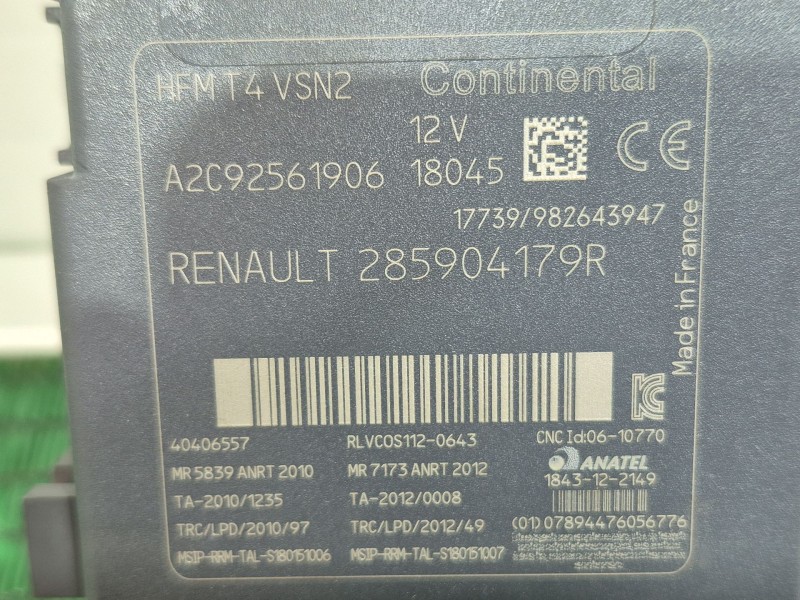 HFM T4 VSN2 Continental
12 V
A2C92561906 18045 CE
17739/982643947
RENAULT 285904179R
Made in France
40406557 RLVCOS112-0643 CNC Id:06-10770
MR 5839 ANRT 2010 MR 7173 ANRT 2012 ANATEL
1843-12-2149
TA-2010/1235 TA-2012/0008
(01)07894476056776
TRC/LPD/2010/97 TRC/LPD/2012/49
MSIP-RRM-TAL-S180151006 MSIP-RRM-TAL-S180151007